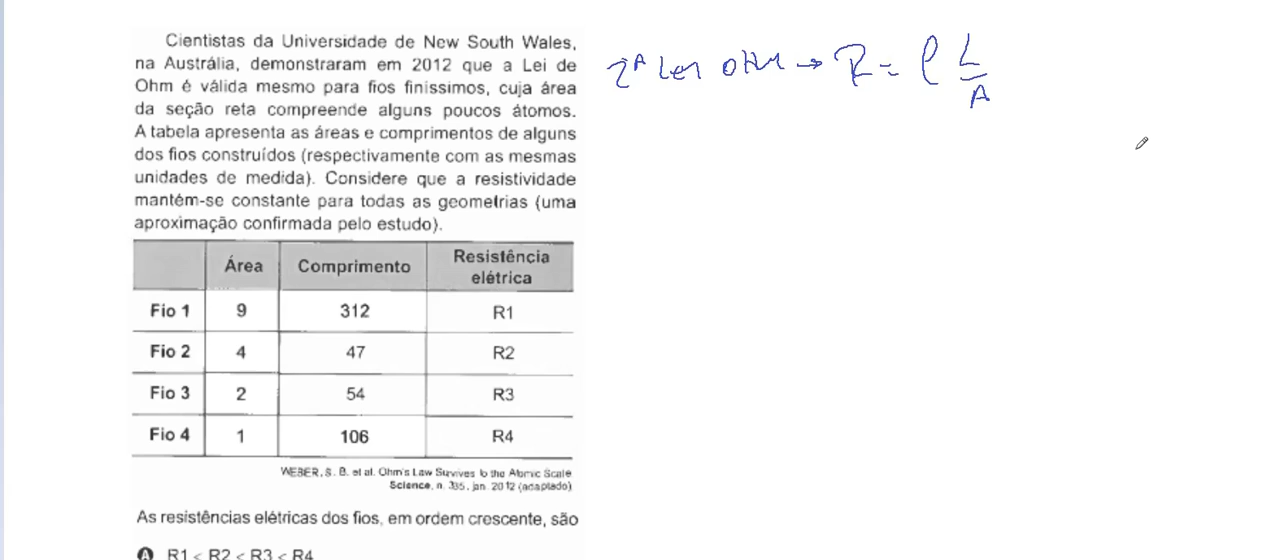 Cientistas da Universidade de New South Wales,
na Austrália, demonstraram em 2012 que a Lei de
Ohm é válida mesmo para fios finíssimos, cuja área
da seção reta compreende alguns poucos átomos.
A tabela apresenta as áreas e comprimentos de alguns
dos fios construídos (respectivamente com as mesmas
unidades de medida). Considere que a resistividade
mantém-se constante para todas as geometrias (uma
aproximação confirmada pelo estudo).
Área Comprimento Resistência elétrica
Fio 1 9 312 R1
Fio 2 4 47 R2
Fio 3 2 54 R3
Fio 4 1 106 R4
WEBER, S. B. et al. Ohm's Law Survives to the Atomic Scale
Science, n. 335, jan. 2012 (adaptado)
As resistências elétricas dos fios, em ordem crescente, são
A R1 < R2 < R3 < R4
2ª Lei OHM → R = ρ L/A